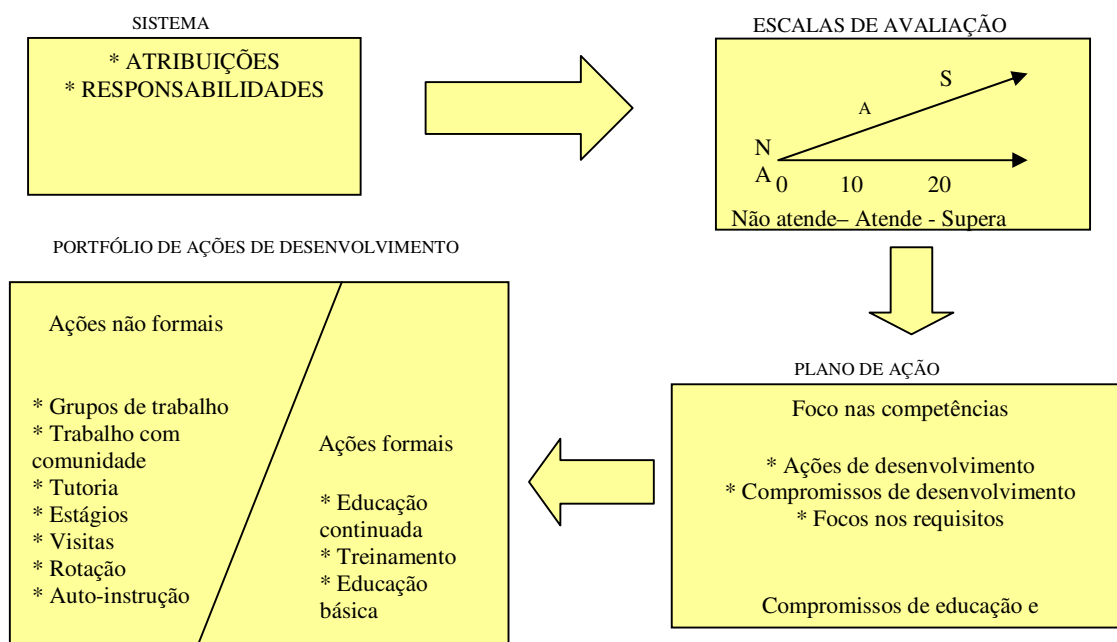 SISTEMA
* ATRIBUIÇÕES
* RESPONSABILIDADES
ESCALAS DE AVALIAÇÃO
S
A
N
A
0 10 20
Não atende– Atende - Supera
PLANO DE AÇÃO
Foco nas competências
* Ações de desenvolvimento
* Compromissos de desenvolvimento
* Focos nos requisitos
Compromissos de educação e
PORTFÓLIO DE AÇÕES DE DESENVOLVIMENTO
Ações não formais
* Grupos de trabalho
* Trabalho com
comunidade
* Tutoria
* Estágios
* Visitas
* Rotação
* Auto-instrução
Ações formais
* Educação
continuada
* Treinamento
* Educação
básica